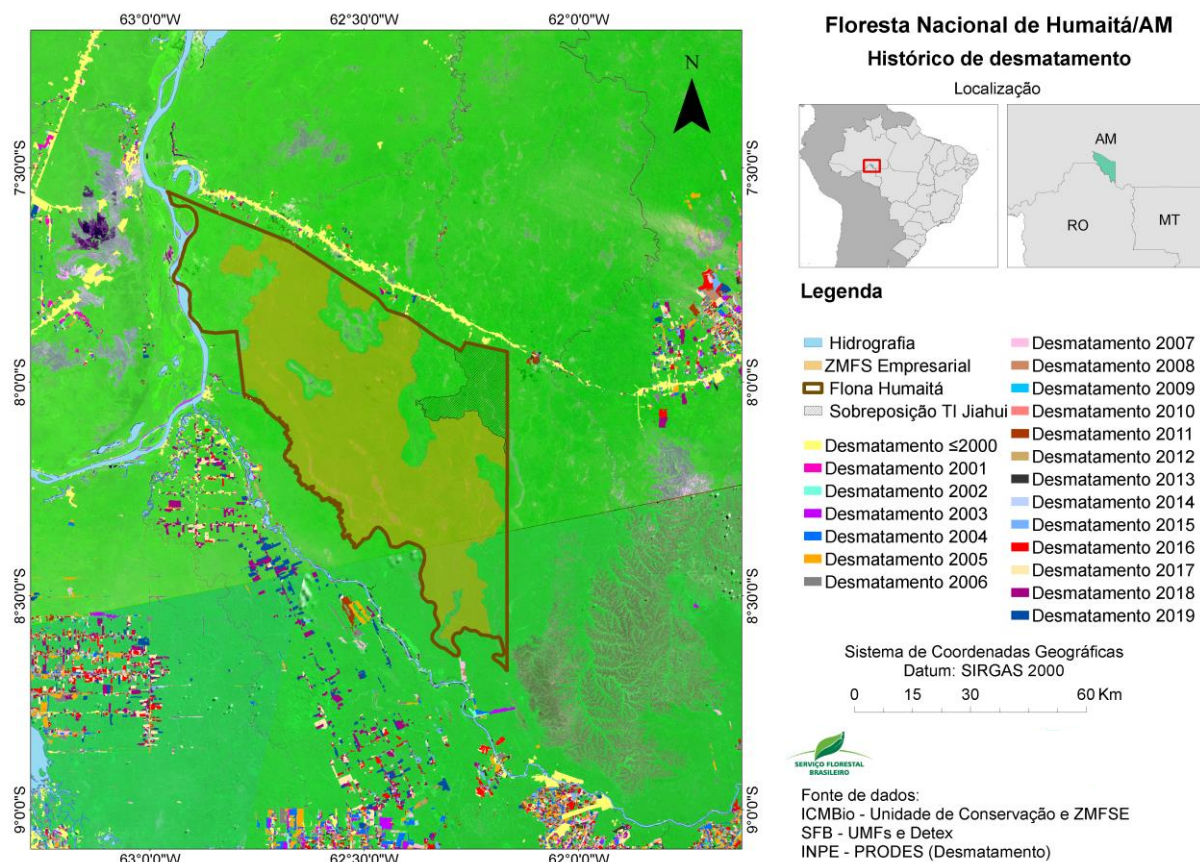 63°0'0"W 62°30'0"W 62°0'0"W
7°30'0"S
8°0'0"S
8°30'0"S
9°0'0"S
N
7°30'0"S
8°0'0"S
8°30'0"S
9°0'0"S
63°0'0"W 62°30'0"W 62°0'0"W
Floresta Nacional de Humaitá/AM
Histórico de desmatamento
Localização
AM
RO
MT
Legenda
Hidrografia
ZMFS Empresarial
Flona Humaitá
Sobreposição TI Jiahui
Desmatamento ≤2000
Desmatamento 2001
Desmatamento 2002
Desmatamento 2003
Desmatamento 2004
Desmatamento 2005
Desmatamento 2006
Desmatamento 2007
Desmatamento 2008
Desmatamento 2009
Desmatamento 2010
Desmatamento 2011
Desmatamento 2012
Desmatamento 2013
Desmatamento 2014
Desmatamento 2015
Desmatamento 2016
Desmatamento 2017
Desmatamento 2018
Desmatamento 2019
Sistema de Coordenadas Geográficas
Datum: SIRGAS 2000
0 15 30 60 Km
SERVIÇO FLORESTAL
BRASILEIRO
Fonte de dados:
ICMBio - Unidade de Conservação e ZMFSE
SFB - UMFs e Detex
INPE - PRODES (Desmatamento)